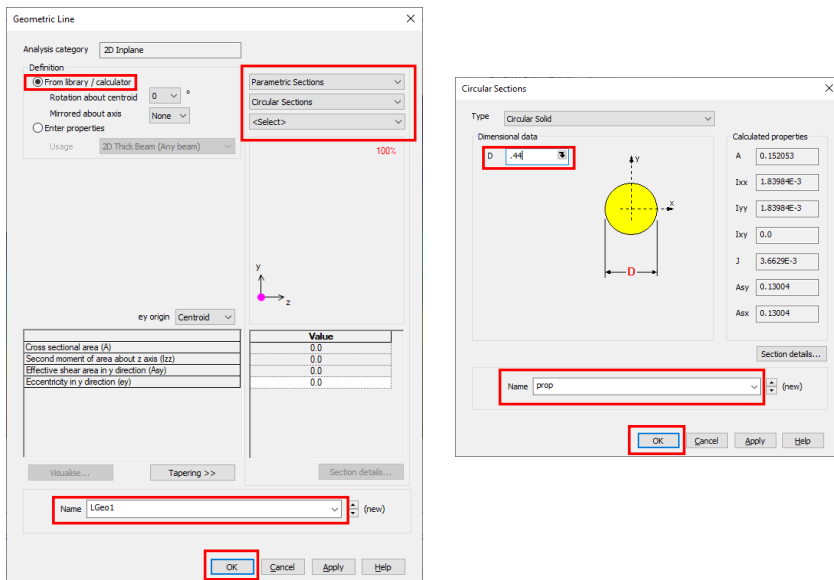 Geometric Line
Analysis category 2D Inplane
Definition
From library / calculator
Rotation about centroid 0 °
Mirrored about axis None
Enter properties
Usage 2D Thick Beam (Any beam)
Parametric Sections
Circular Sections
<Select>
100%
y
z
ey origin Centroid
Value
Cross sectional area (A) 0.0
Second moment of area about z axis (Izz) 0.0
Effective shear area in y direction (Asy) 0.0
Eccentricity in y direction (ey) 0.0
Visualise... Tapering >> Section details...
Name LGeo1 (new)
OK Cancel Apply Help
Circular Sections
Type Circular Solid
Dimensional data
D .44
y
x
D
Calculated properties
A 0.152053
Ixx 1.83984E-3
Iyy 1.83984E-3
Ixy 0.0
J 3.6629E-3
Asy 0.13004
Asx 0.13004
Section details...
Name prop (new)
OK Cancel Apply Help